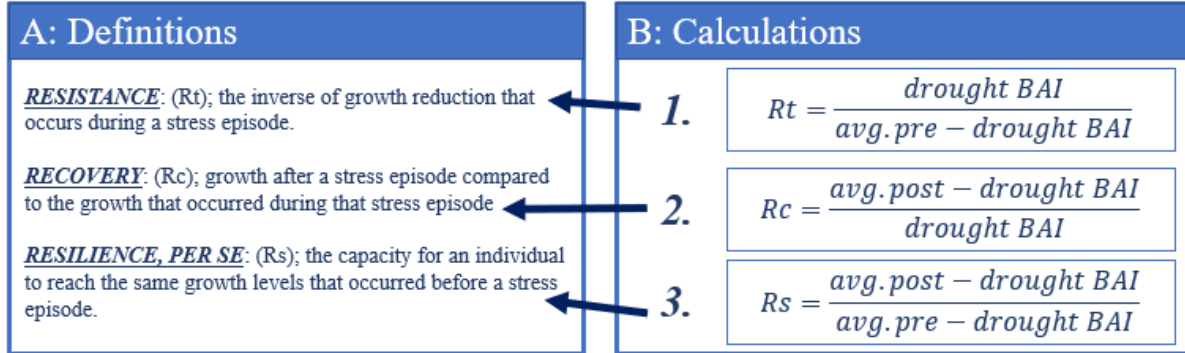 A: Definitions
RESISTANCE: (Rt); the inverse of growth reduction that
occurs during a stress episode.
RECOVERY: (Rc); growth after a stress episode compared
to the growth that occurred during that stress episode
RESILIENCE, PER SE: (Rs); the capacity for an individual
to reach the same growth levels that occurred before a stress
episode.
B: Calculations
1.
Rt = drought BAI / avg.pre − drought BAI
2.
Rc = avg.post − drought BAI / drought BAI
3.
Rs = avg.post − drought BAI / avg.pre − drought BAI